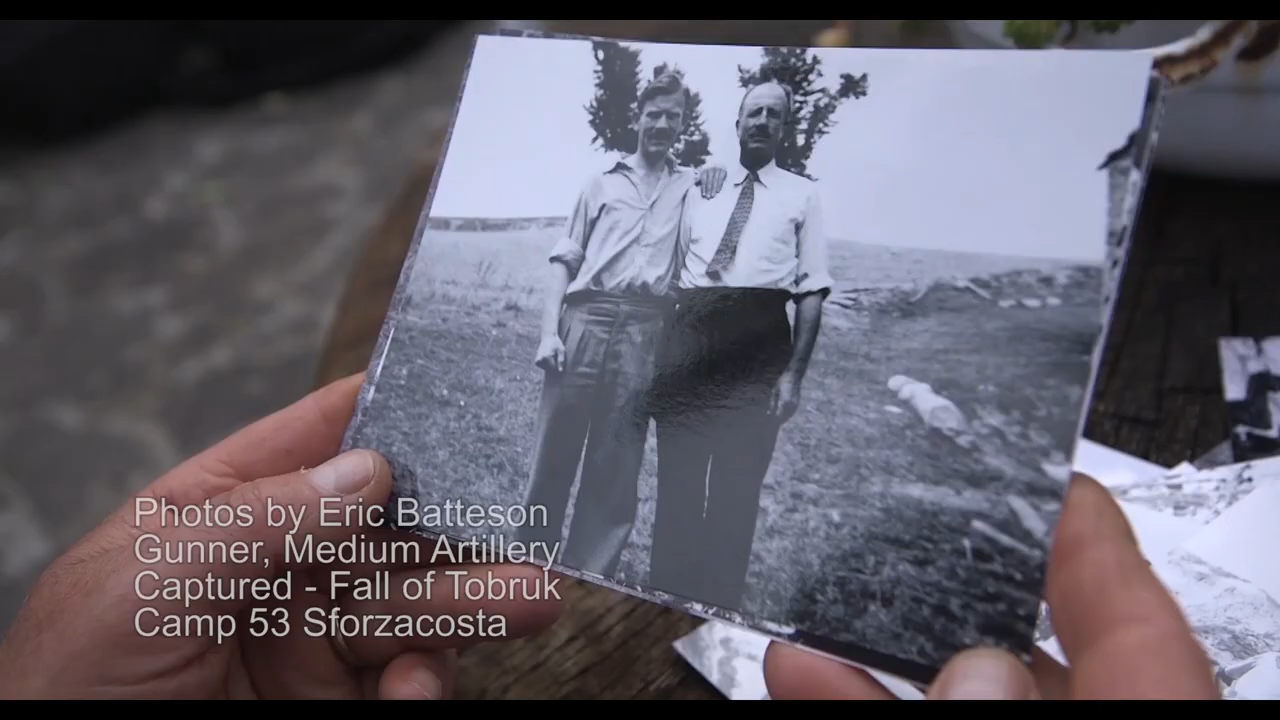 Photos by Eric Batteson
Gunner, Medium Artillery
Captured - Fall of Tobruk
Camp 53 Sforzacosta